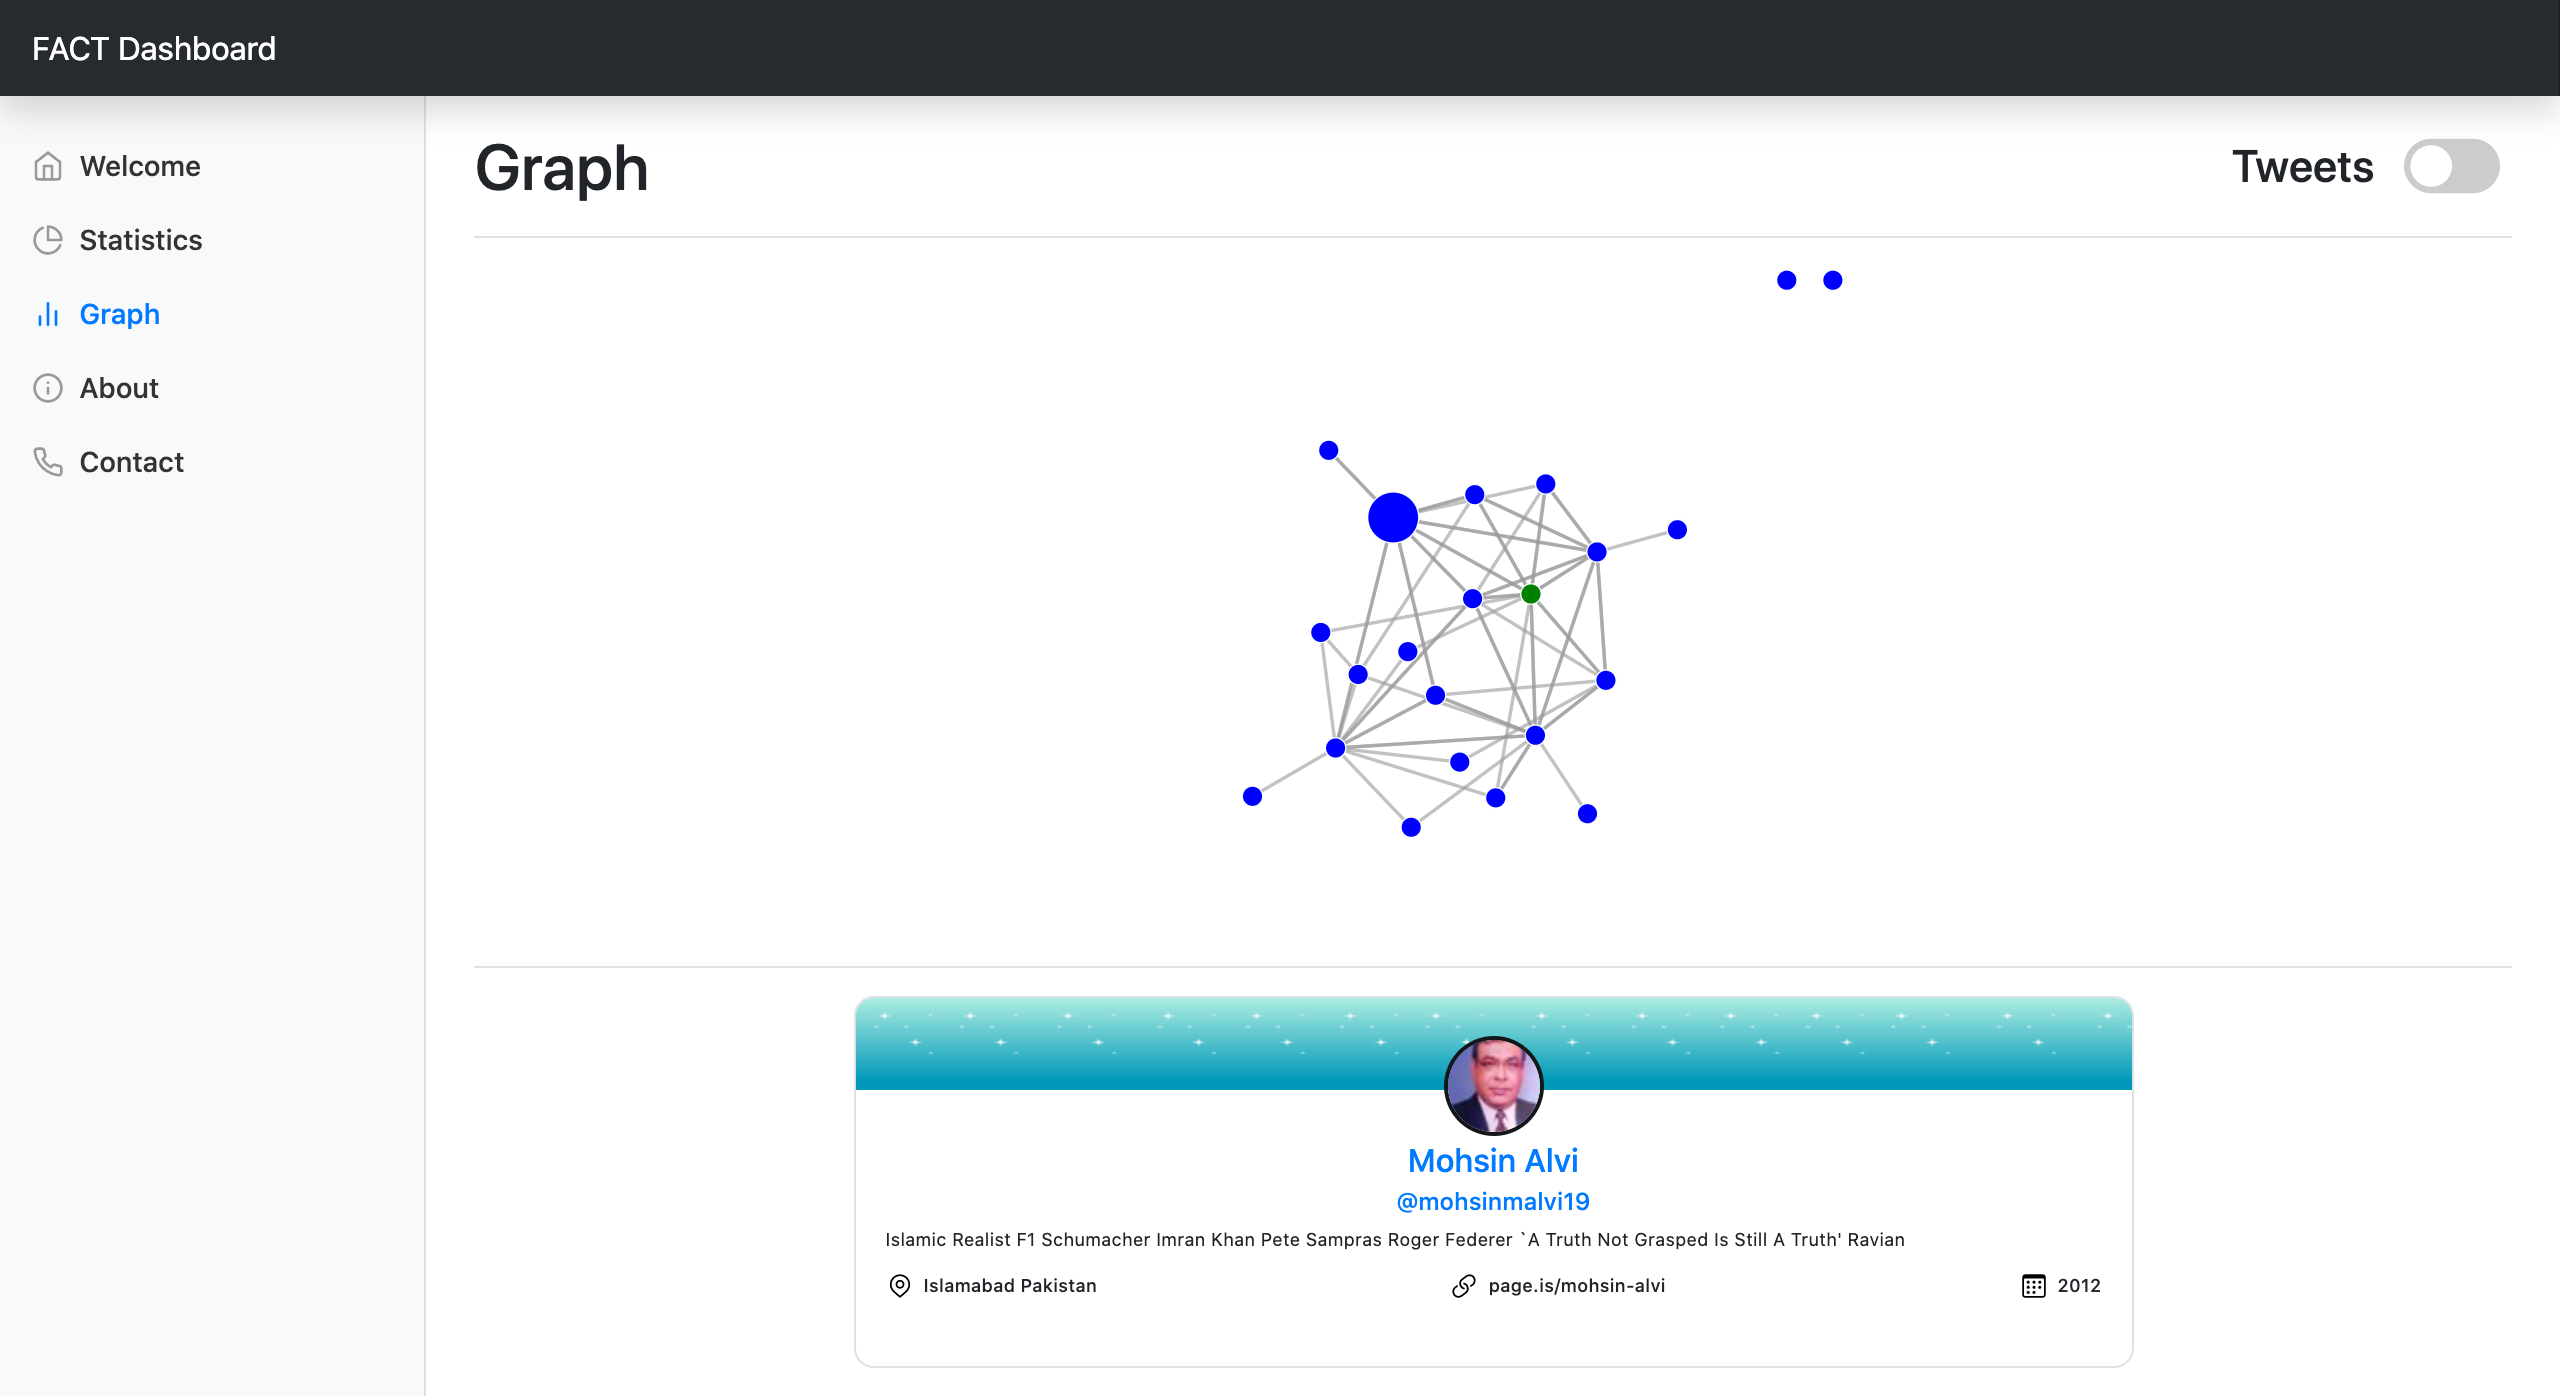 FACT Dashboard
Welcome
Statistics
Graph
About
Contact
Graph
Tweets
Mohsin Alvi
@mohsinmalvi19
Islamic Realist F1 Schumacher Imran Khan Pete Sampras Roger Federer `A Truth Not Grasped Is Still A Truth' Ravian
Islamabad Pakistan
page.is/mohsin-alvi
2012